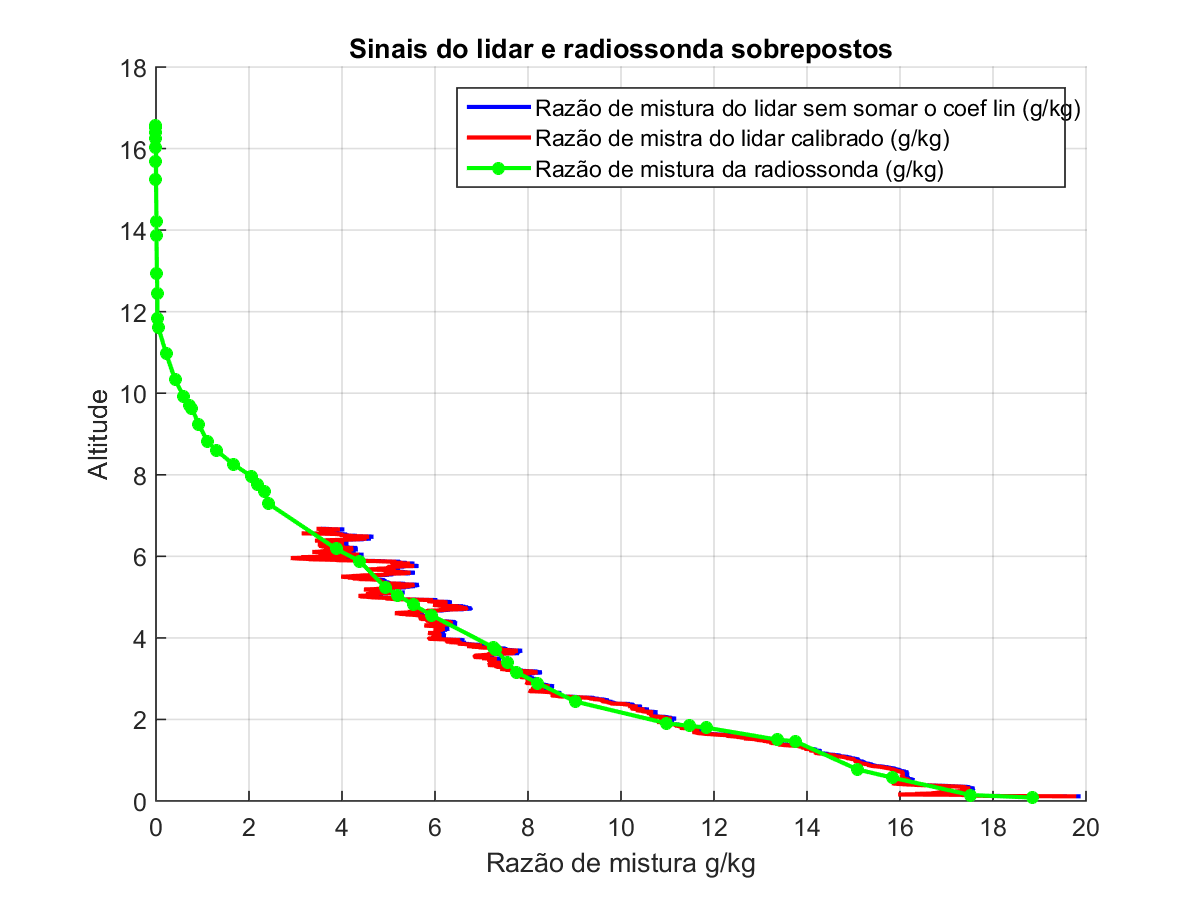 Sinais do lidar e radiossonda sobrepostos
Razão de mistura do lidar sem somar o coef lin (g/kg)
Razão de mistra do lidar calibrado (g/kg)
Razão de mistura da radiossonda (g/kg)
Altitude
18
16
14
12
10
8
6
4
2
0
0 2 4 6 8 10 12 14 16 18 20
Razão de mistura g/kg